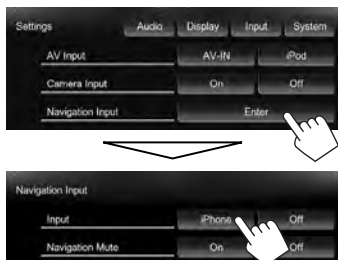 Settings Audio Display Input System
AV Input AV-IN iPod
Camera Input On Off
Navigation Input Enter
Navigation Input
Input iPhone Off
Navigation Mute On Off